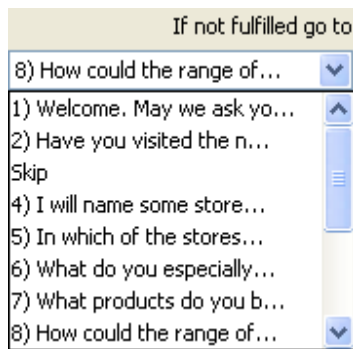 If not fulfilled go to
8) How could the range of...
1) Welcome. May we ask yo...
2) Have you visited the n...
Skip
4) I will name some store...
5) In which of the stores...
6) What do you especially...
7) What products do you b...
8) How could the range of...